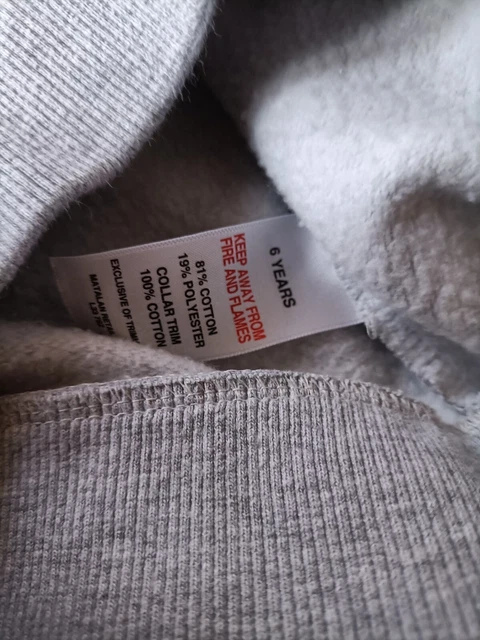 6 YEARS
KEEP AWAY FROM
FIRE AND FLAMES
81% COTTON
19% POLYESTER
COLLAR TRIM
100% COTTON
EXCLUSIVE OF TRIM
MATALAN